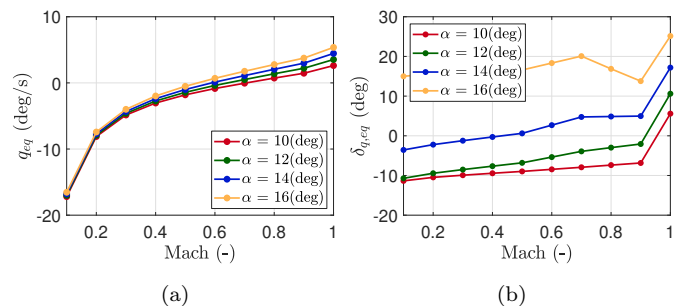 10
0
-10
-20
q_eq (deg/s)
α = 10(deg)
α = 12(deg)
α = 14(deg)
α = 16(deg)
0.2 0.4 0.6 0.8 1
Mach (-)
(a)
30
20
10
0
-10
-20
δ_q,eq (deg)
α = 10(deg)
α = 12(deg)
α = 14(deg)
α = 16(deg)
0.2 0.4 0.6 0.8 1
Mach (-)
(b)